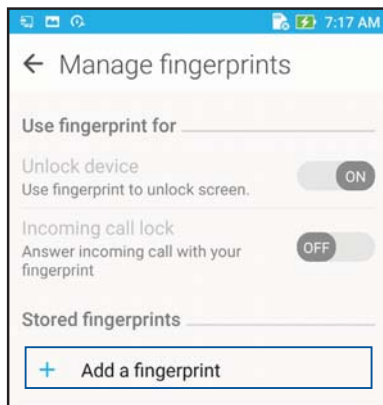 7:17 AM
Manage fingerprints
Use fingerprint for
Unlock device
ON
Use fingerprint to unlock screen.
Incoming call lock
OFF
Answer incoming call with your
fingerprint
Stored fingerprints
+ Add a fingerprint